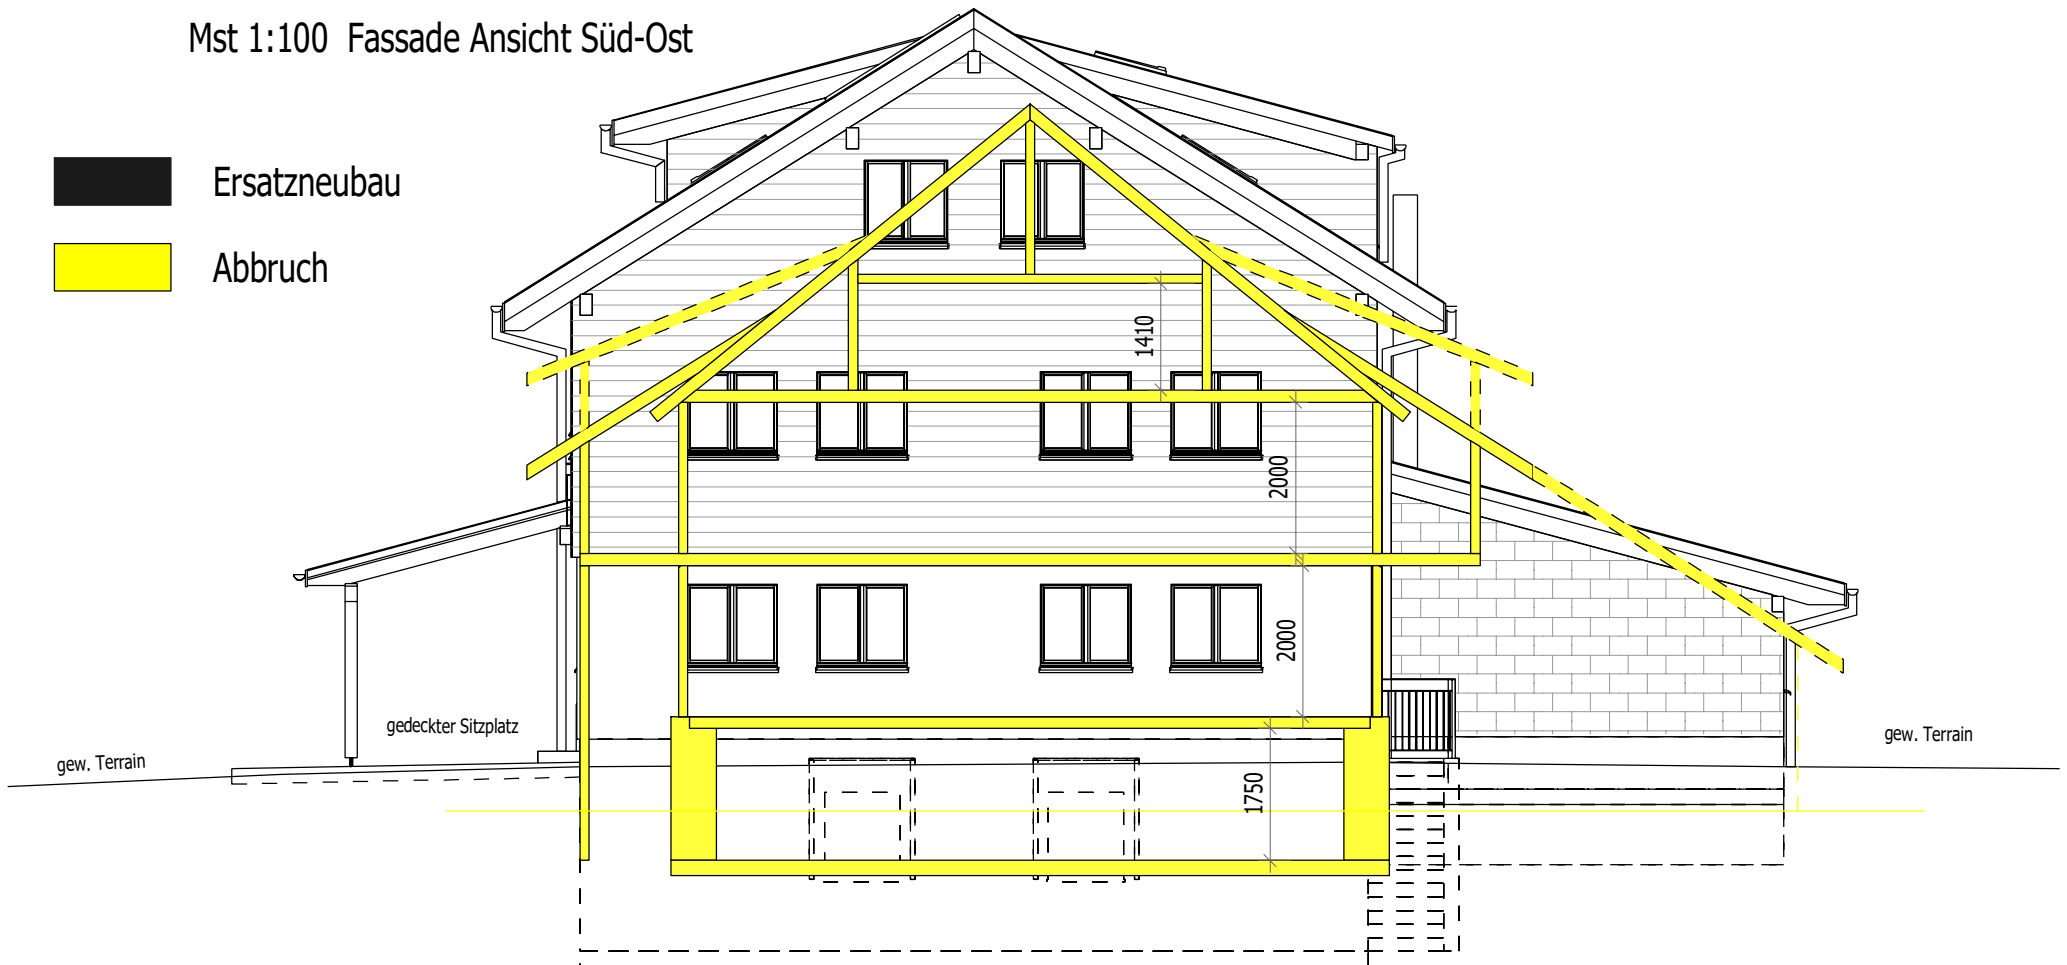 Mst 1:100 Fassade Ansicht Süd-Ost
Ersatzneubau
Abbruch
1410
2000
2000
1750
gedeckter Sitzplatz
gew. Terrain
gew. Terrain